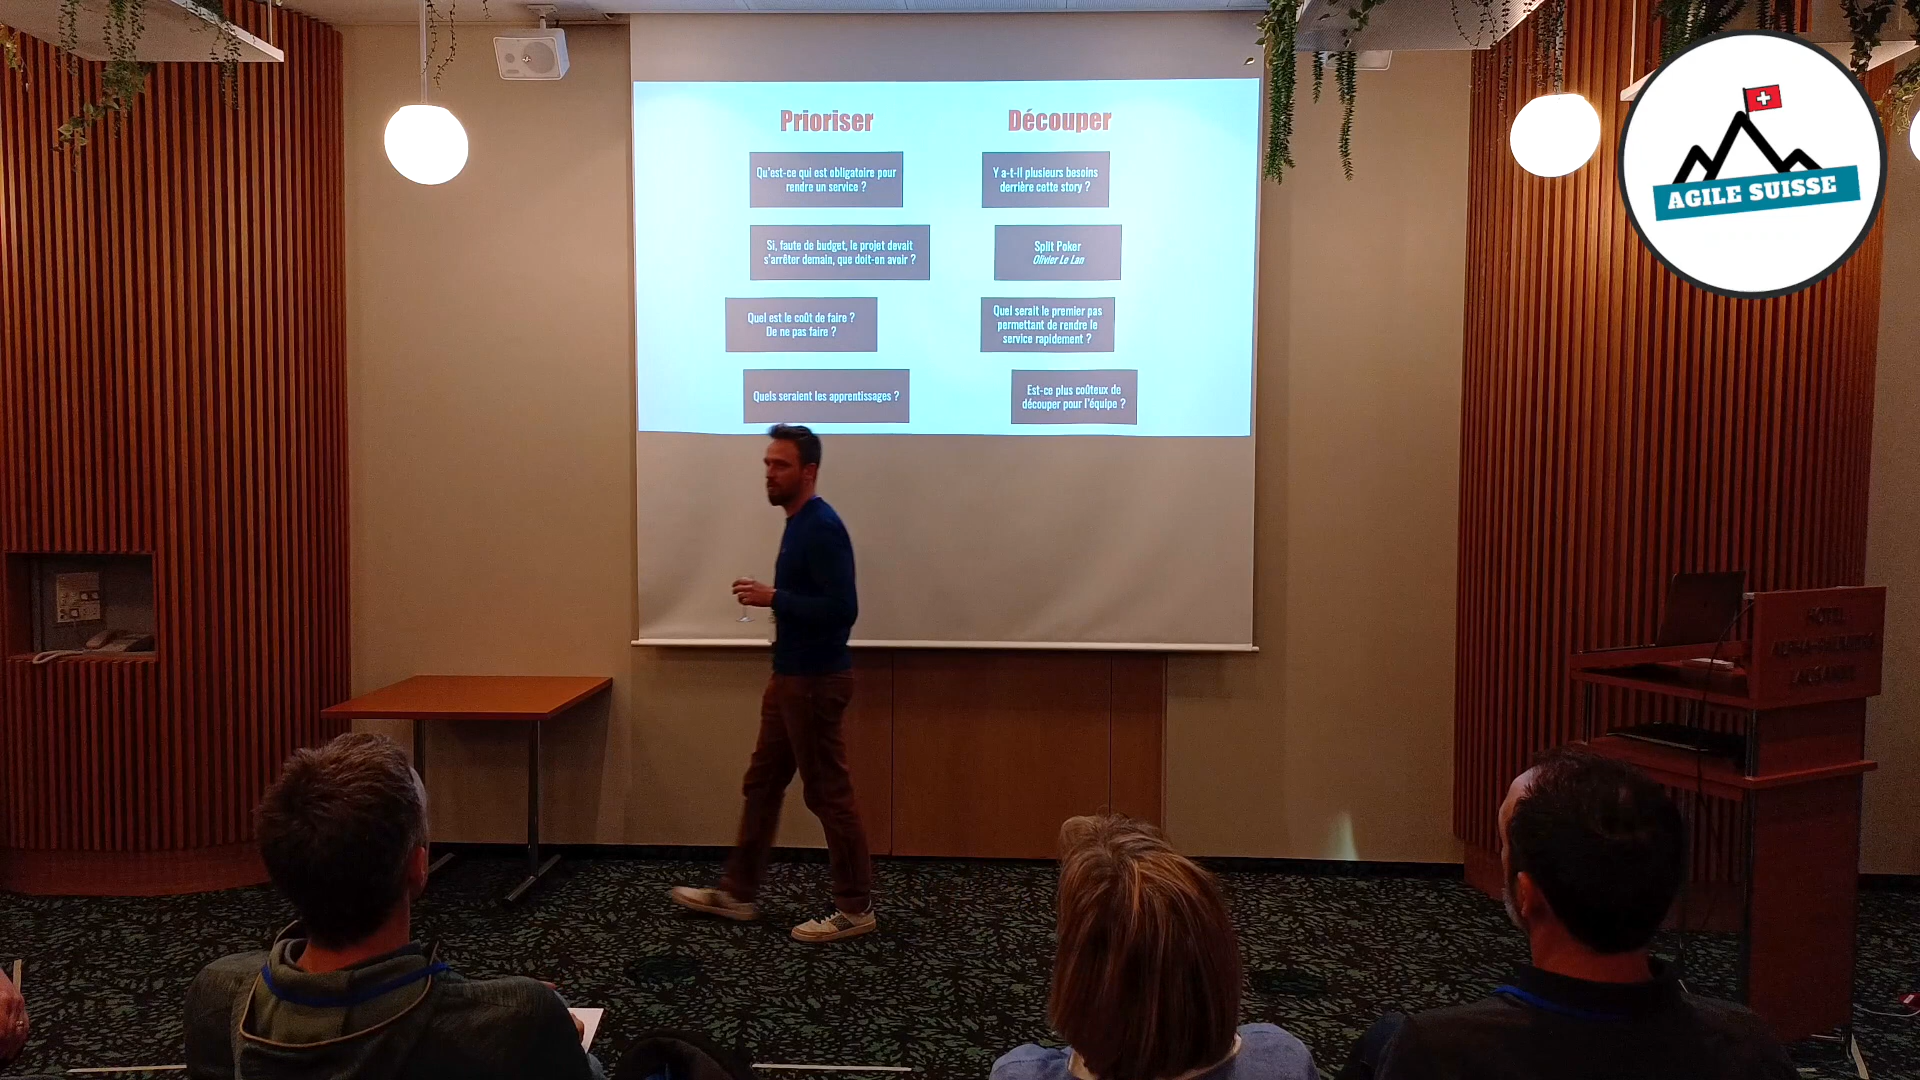 Prioriser
Qu'est-ce qui est obligatoire pour
rendre un service ?
Si, faute de budget, le projet devait
s'arrêter demain, que doit-on avoir ?
Quel est le coût de faire ?
De ne pas faire ?
Quels seraient les apprentissages ?
Découper
Y a-t-il plusieurs besoins
derrière cette story ?
Split Poker
Olivier Le Lan
Quel serait le premier pas
permettant de rendre le
service rapidement ?
Est-ce plus coûteux de
découper pour l'équipe ?
AGILE SUISSE
HOTEL